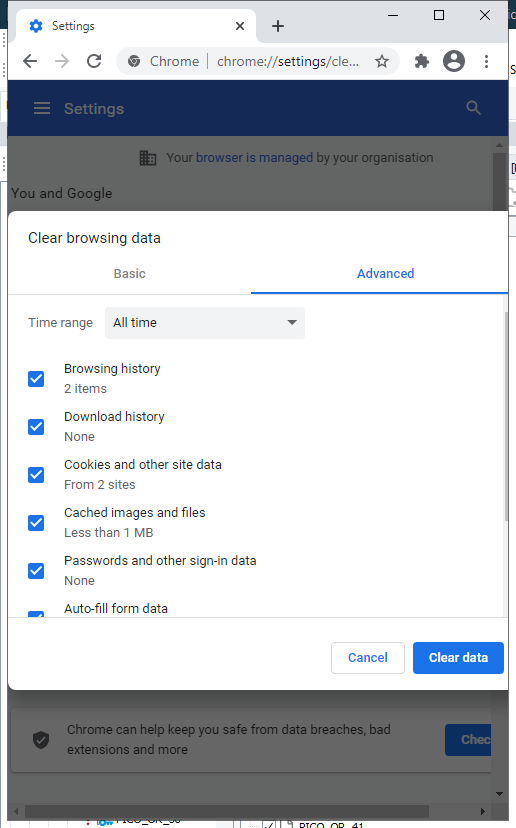 Settings
Chrome | chrome://settings/cle...
Settings
Your browser is managed by your organisation
You and Google
Clear browsing data
Basic
Advanced
Time range
All time
Browsing history
2 items
Download history
None
Cookies and other site data
From 2 sites
Cached images and files
Less than 1 MB
Passwords and other sign-in data
None
Auto-fill form data
Cancel
Clear data
Chrome can help keep you safe from data breaches, bad
extensions and more
Chec
PICO_OR_41